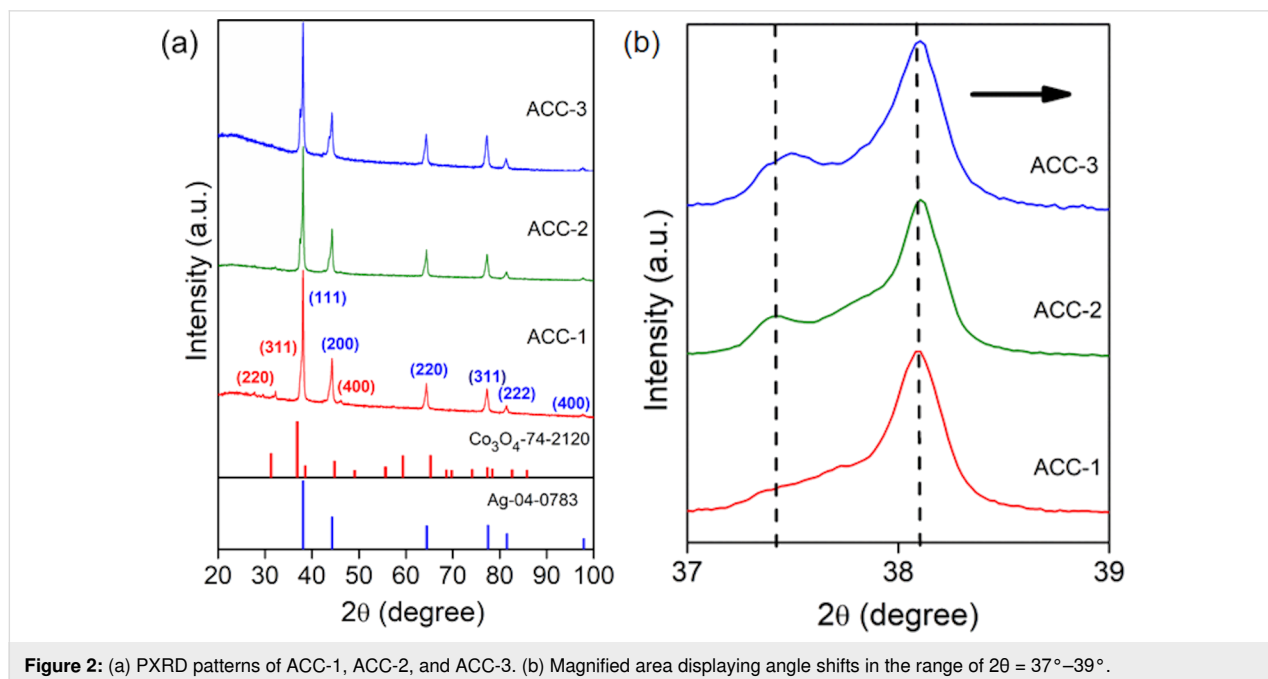 (a)
ACC-3
ACC-2
ACC-1
(111)
(311)
(200)
(220)
(400)
(220)
(311)
(222)
(400)
Co3O4-74-2120
Ag-04-0783
Intensity (a.u.)
20 30 40 50 60 70 80 90 100
2θ (degree)
(b)
ACC-3
ACC-2
ACC-1
Intensity (a.u.)
37 38 39
2θ (degree)
Figure 2: (a) PXRD patterns of ACC-1, ACC-2, and ACC-3. (b) Magnified area displaying angle shifts in the range of 2θ = 37°–39°.